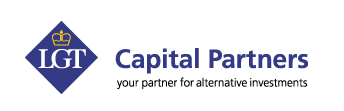 LGT Capital Partners
your partner for alternative investments